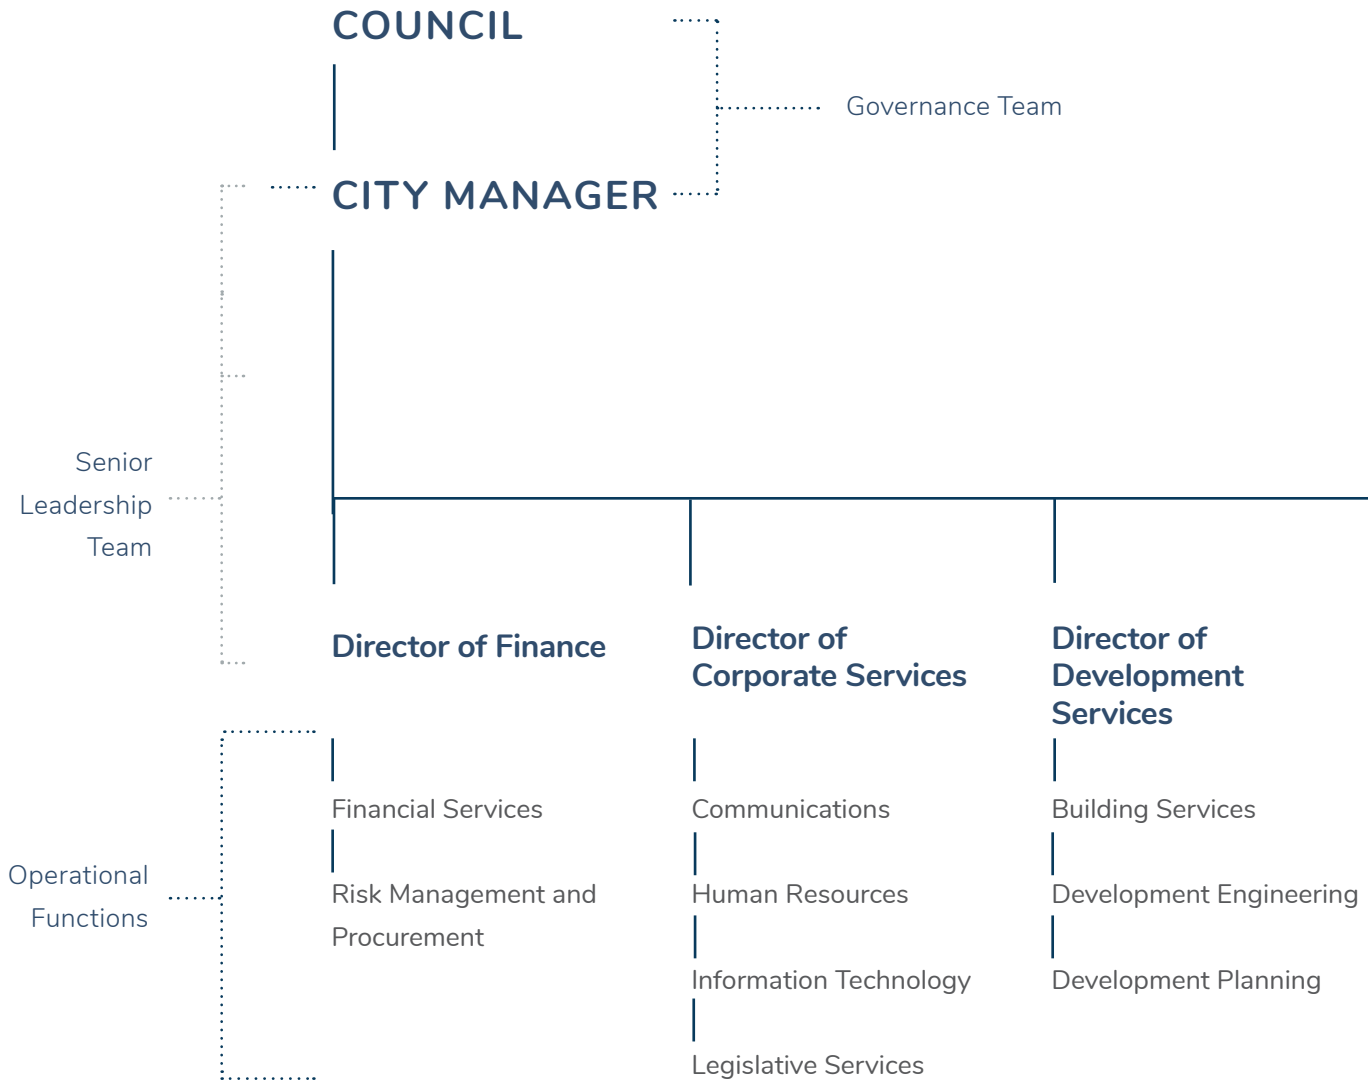 COUNCIL
Governance Team
CITY MANAGER
Senior
Leadership
Team
Director of Finance
Director of
Corporate Services
Director of
Development
Services
Operational
Functions
Financial Services
Risk Management and
Procurement
Communications
Human Resources
Information Technology
Legislative Services
Building Services
Development Engineering
Development Planning